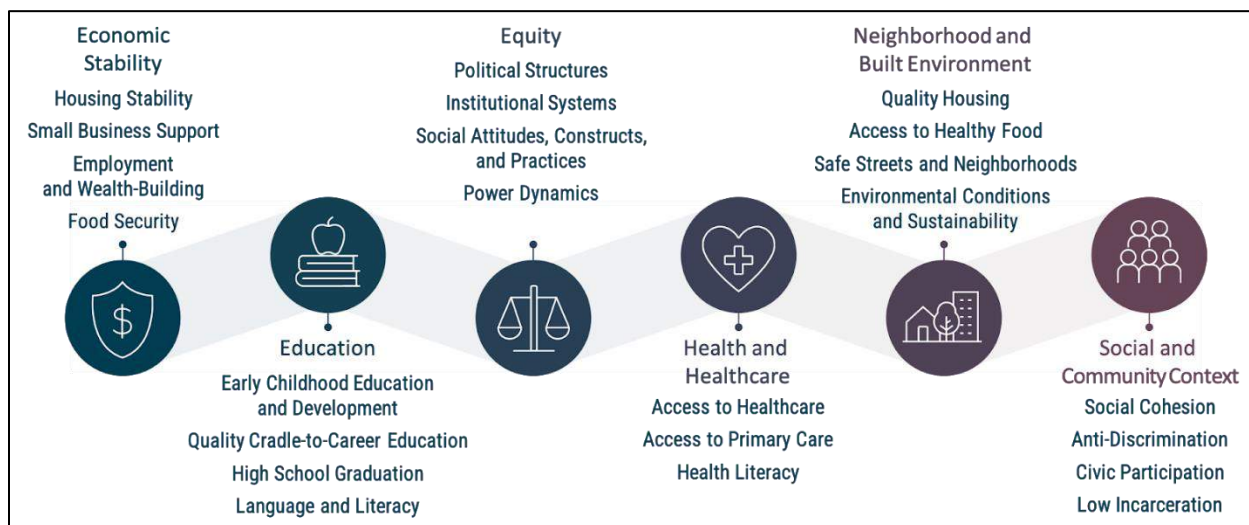 Economic
Stability
Housing Stability
Small Business Support
Employment
and Wealth-Building
Food Security
$
Education
Early Childhood Education
and Development
Quality Cradle-to-Career Education
High School Graduation
Language and Literacy
Equity
Political Structures
Institutional Systems
Social Attitudes, Constructs,
and Practices
Power Dynamics
Health and
Healthcare
Access to Healthcare
Access to Primary Care
Health Literacy
Neighborhood and
Built Environment
Quality Housing
Access to Healthy Food
Safe Streets and Neighborhoods
Environmental Conditions
and Sustainability
Social and
Community Context
Social Cohesion
Anti-Discrimination
Civic Participation
Low Incarceration